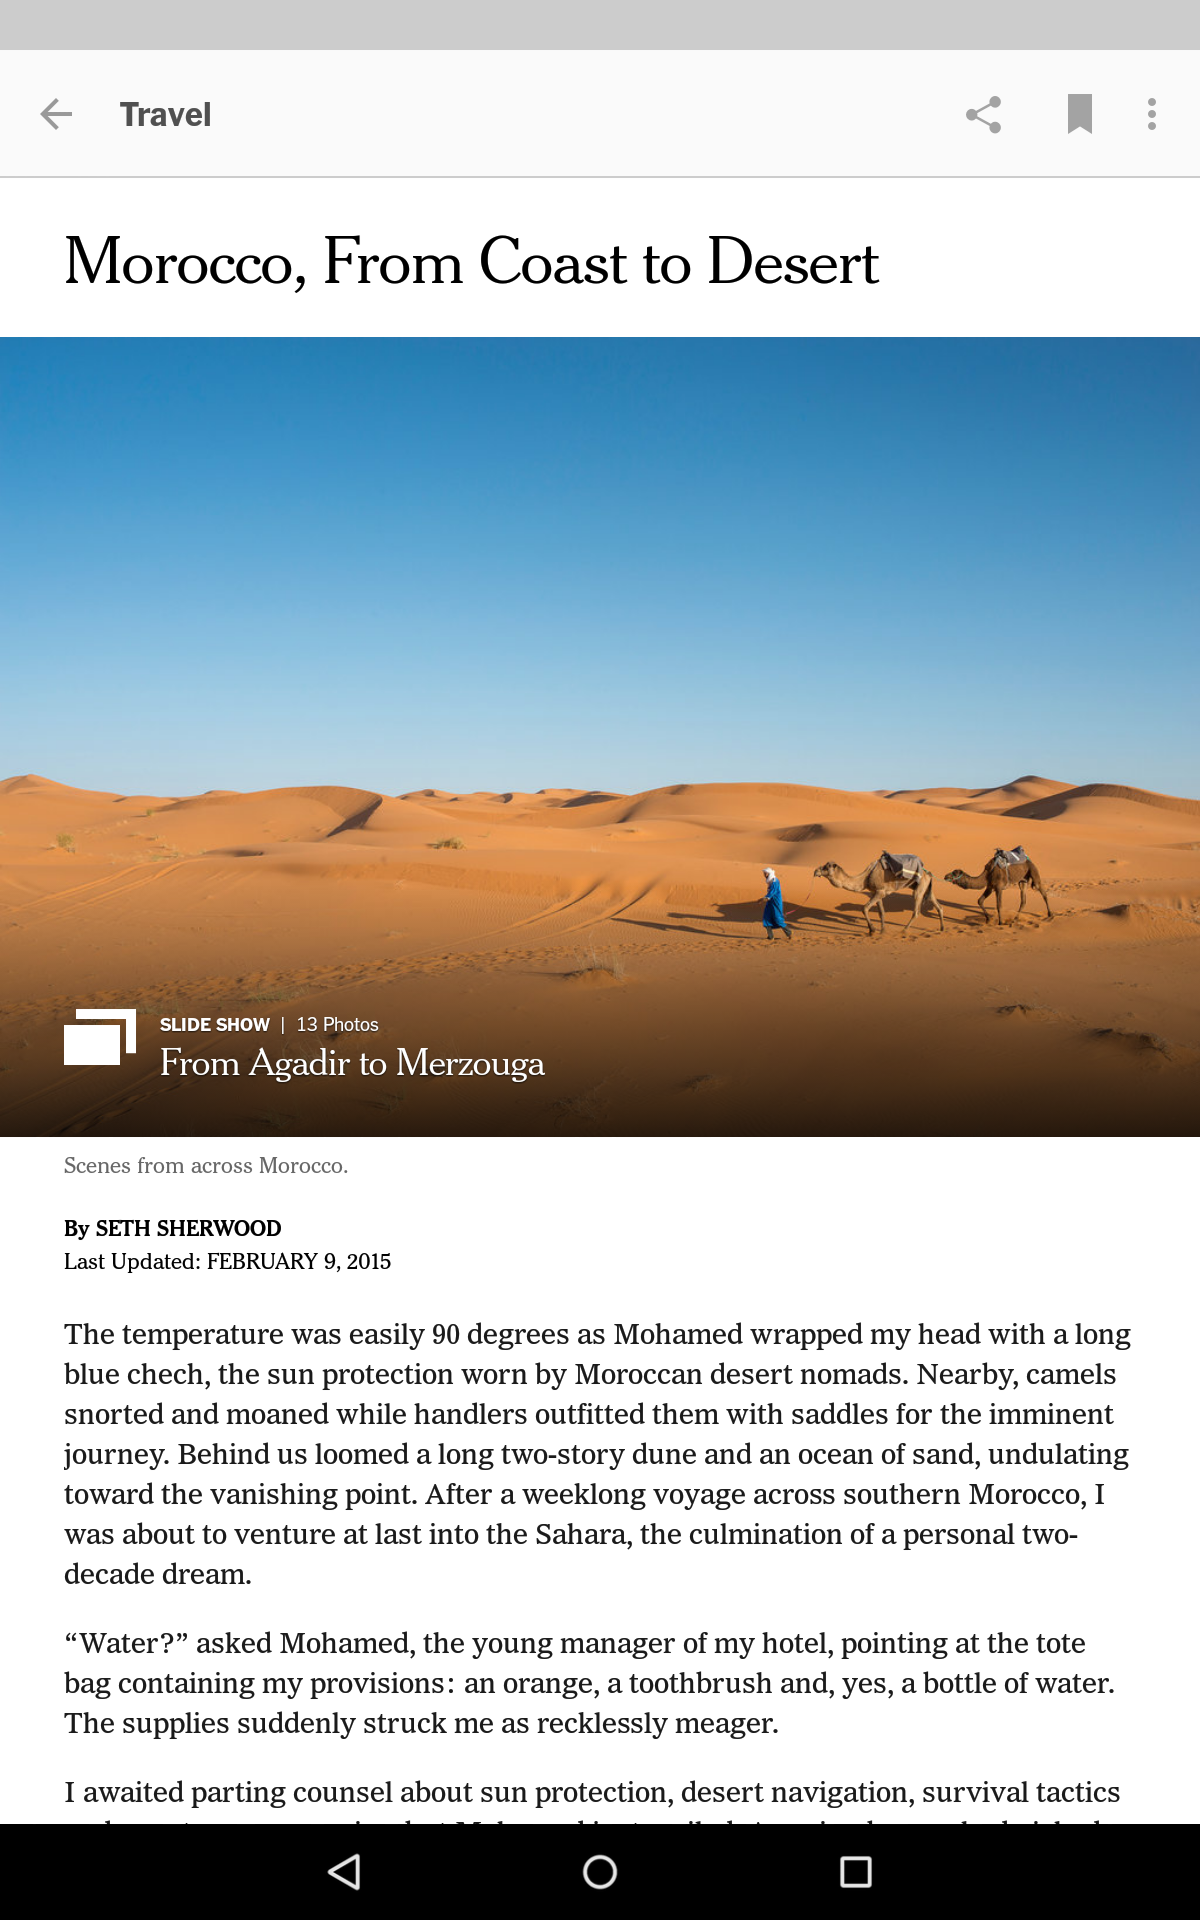 Travel
Morocco, From Coast to Desert
SLIDE SHOW | 13 Photos
From Agadir to Merzouga
Scenes from across Morocco.
By SETH SHERWOOD
Last Updated: FEBRUARY 9, 2015
The temperature was easily 90 degrees as Mohamed wrapped my head with a long
blue chech, the sun protection worn by Moroccan desert nomads. Nearby, camels
snorted and moaned while handlers outfitted them with saddles for the imminent
journey. Behind us loomed a long two-story dune and an ocean of sand, undulating
toward the vanishing point. After a weeklong voyage across southern Morocco, I
was about to venture at last into the Sahara, the culmination of a personal two-
decade dream.
“Water?” asked Mohamed, the young manager of my hotel, pointing at the tote
bag containing my provisions: an orange, a toothbrush and, yes, a bottle of water.
The supplies suddenly struck me as recklessly meager.
I awaited parting counsel about sun protection, desert navigation, survival tactics